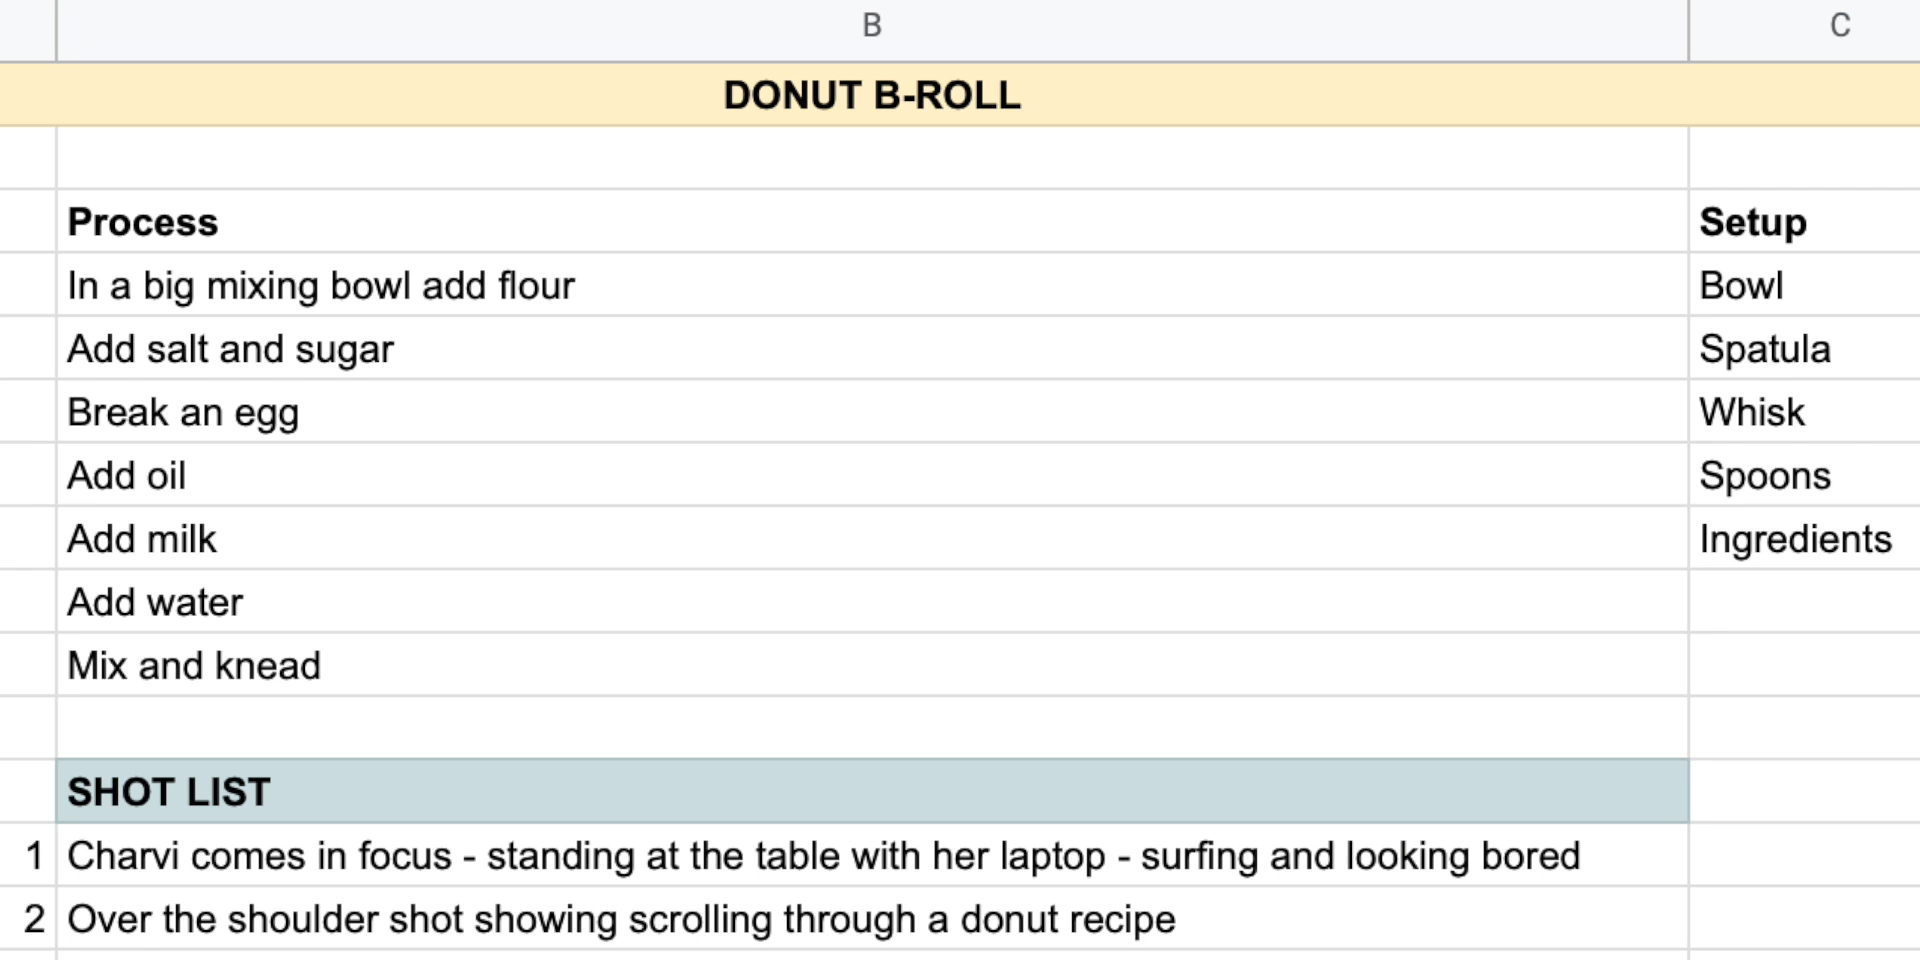 B C
DONUT B-ROLL
Process Setup
In a big mixing bowl add flour Bowl
Add salt and sugar Spatula
Break an egg Whisk
Add oil Spoons
Add milk Ingredients
Add water
Mix and knead
SHOT LIST
1 Charvi comes in focus - standing at the table with her laptop - surfing and looking bored
2 Over the shoulder shot showing scrolling through a donut recipe